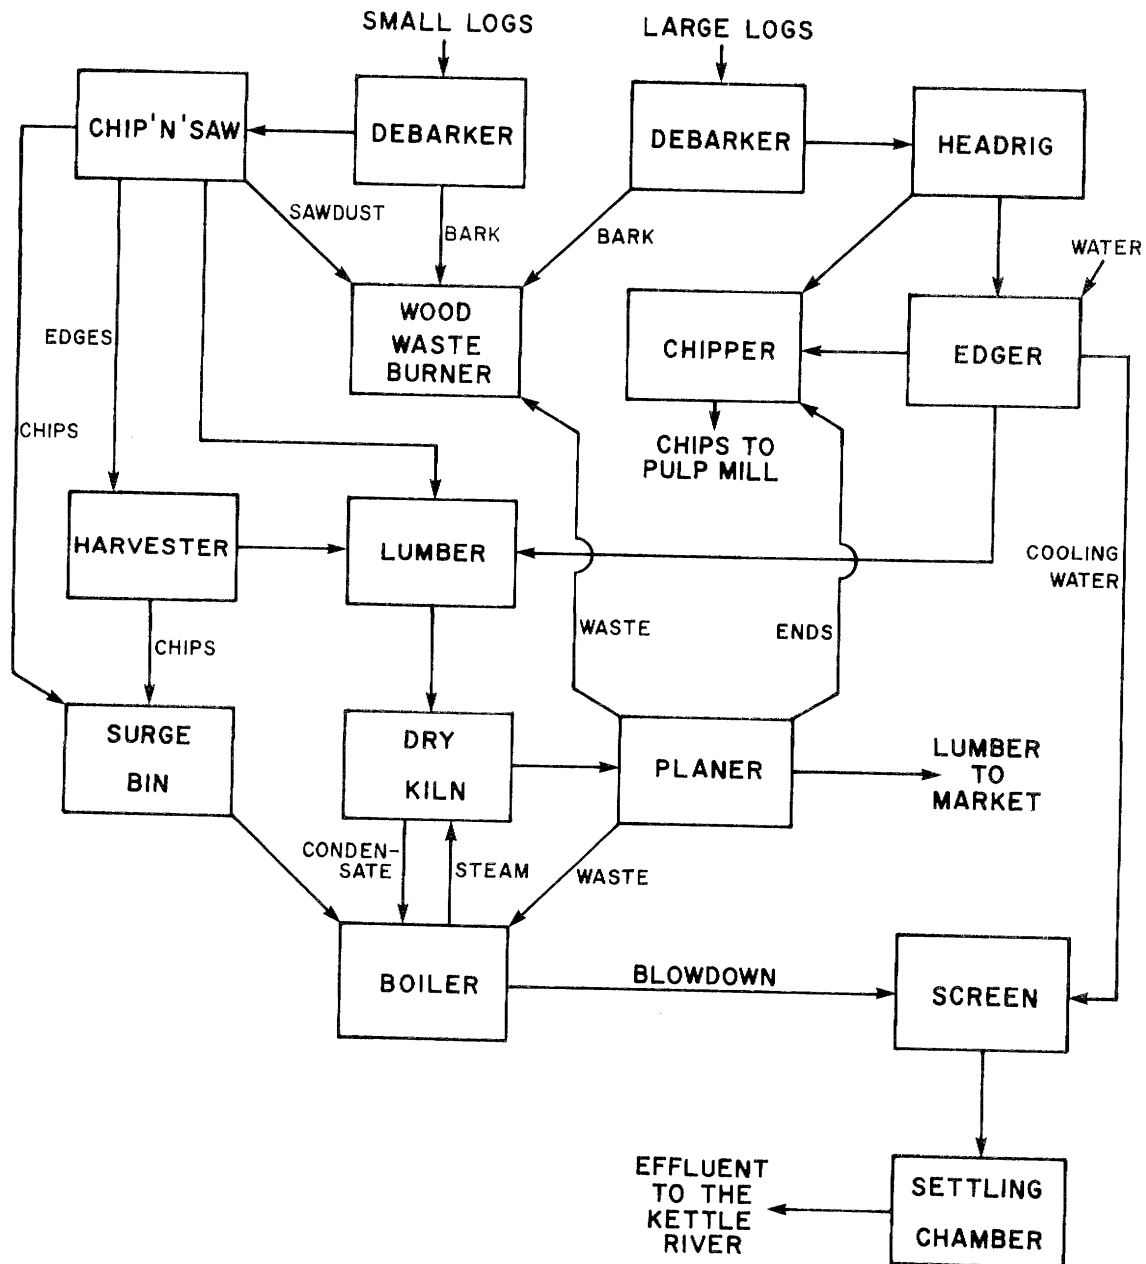 SMALL LOGS
LARGE LOGS
CHIP'N'SAW
DEBARKER
DEBARKER
HEADRIG
SAWDUST
BARK
BARK
WATER
WOOD
WASTE
BURNER
CHIPPER
EDGER
EDGES
CHIPS
CHIPS TO
PULP MILL
HARVESTER
LUMBER
COOLING
WATER
WASTE
ENDS
CHIPS
SURGE
BIN
DRY
KILN
PLANER
LUMBER
TO
MARKET
CONDEN-
SATE
STEAM
WASTE
BOILER
BLOWDOWN
SCREEN
EFFLUENT
TO THE
KETTLE
RIVER
SETTLING
CHAMBER